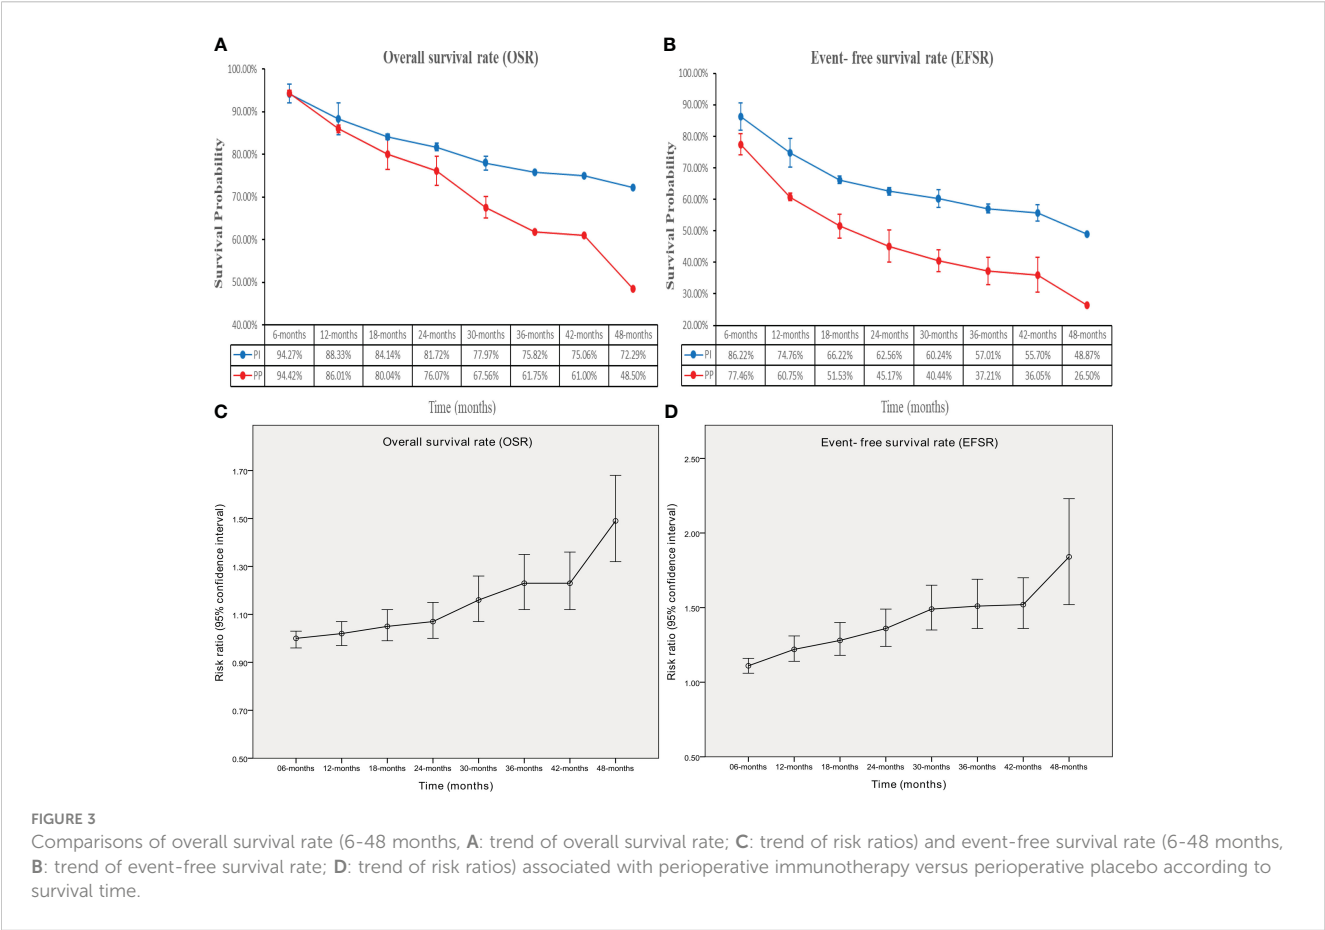 A
Overall survival rate (OSR)
Survival Probability
100.00%
90.00%
80.00%
70.00%
60.00%
50.00%
40.00%
6-months 12-months 18-months 24-months 30-months 36-months 42-months 48-months
PI 94.27% 88.33% 84.14% 81.72% 77.97% 75.82% 75.06% 72.29%
PP 94.42% 86.01% 80.04% 76.07% 67.56% 61.75% 61.00% 48.50%
Time (months)
B
Event- free survival rate (EFSR)
Survival Probability
100.00%
90.00%
80.00%
70.00%
60.00%
50.00%
40.00%
30.00%
20.00%
6-months 12-months 18-months 24-months 30-months 36-months 42-months 48-months
PI 86.22% 74.76% 66.22% 62.56% 60.24% 57.01% 55.70% 48.87%
PP 77.46% 60.75% 51.53% 45.17% 40.44% 37.21% 36.05% 26.50%
Time (months)
C
Overall survival rate (OSR)
Risk ratio (95% confidence interval)
1.70
1.50
1.30
1.10
0.90
0.70
0.50
06-months 12-months 18-months 24-months 30-months 36-months 42-months 48-months
Time (months)
D
Event- free survival rate (EFSR)
Risk ratio (95% confidence interval)
2.50
2.00
1.50
1.00
0.50
06-months 12-months 18-months 24-months 30-months 36-months 42-months 48-months
Time (months)
FIGURE 3
Comparisons of overall survival rate (6-48 months, A: trend of overall survival rate; C: trend of risk ratios) and event-free survival rate (6-48 months,
B: trend of event-free survival rate; D: trend of risk ratios) associated with perioperative immunotherapy versus perioperative placebo according to
survival time.